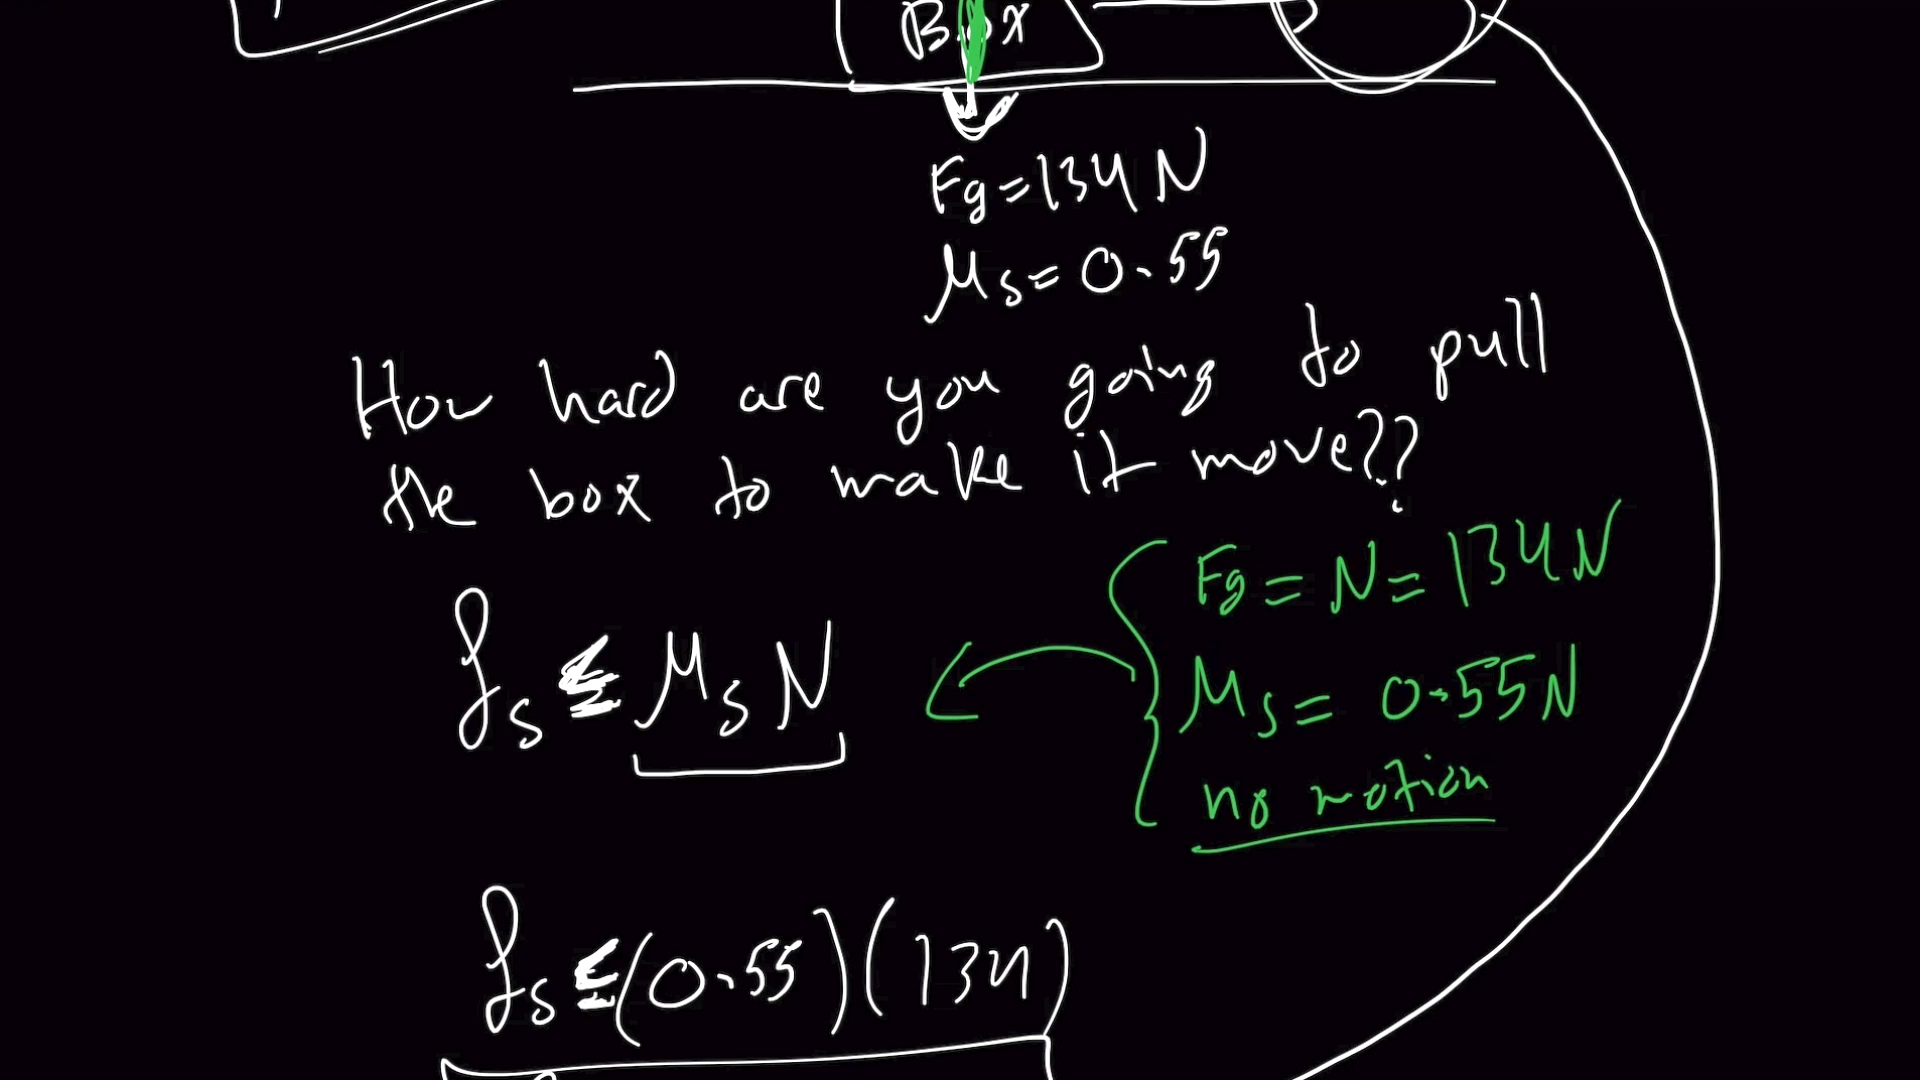 Box
Fg=134N
μs=0.55
How hard are you going to pull
the box to make it move??
Fg=N=134N
fs≤μsN
μs=0.55N
no motion
fs≤(0.55)(134)